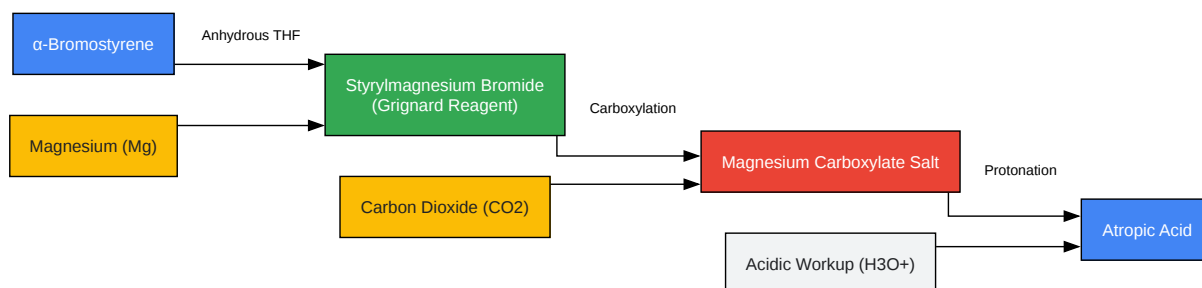 α-Bromostyrene
Anhydrous THF
Styrylmagnesium Bromide
(Grignard Reagent)
Magnesium (Mg)
Carboxylation
Magnesium Carboxylate Salt
Carbon Dioxide (CO2)
Protonation
Atropic Acid
Acidic Workup (H3O+)